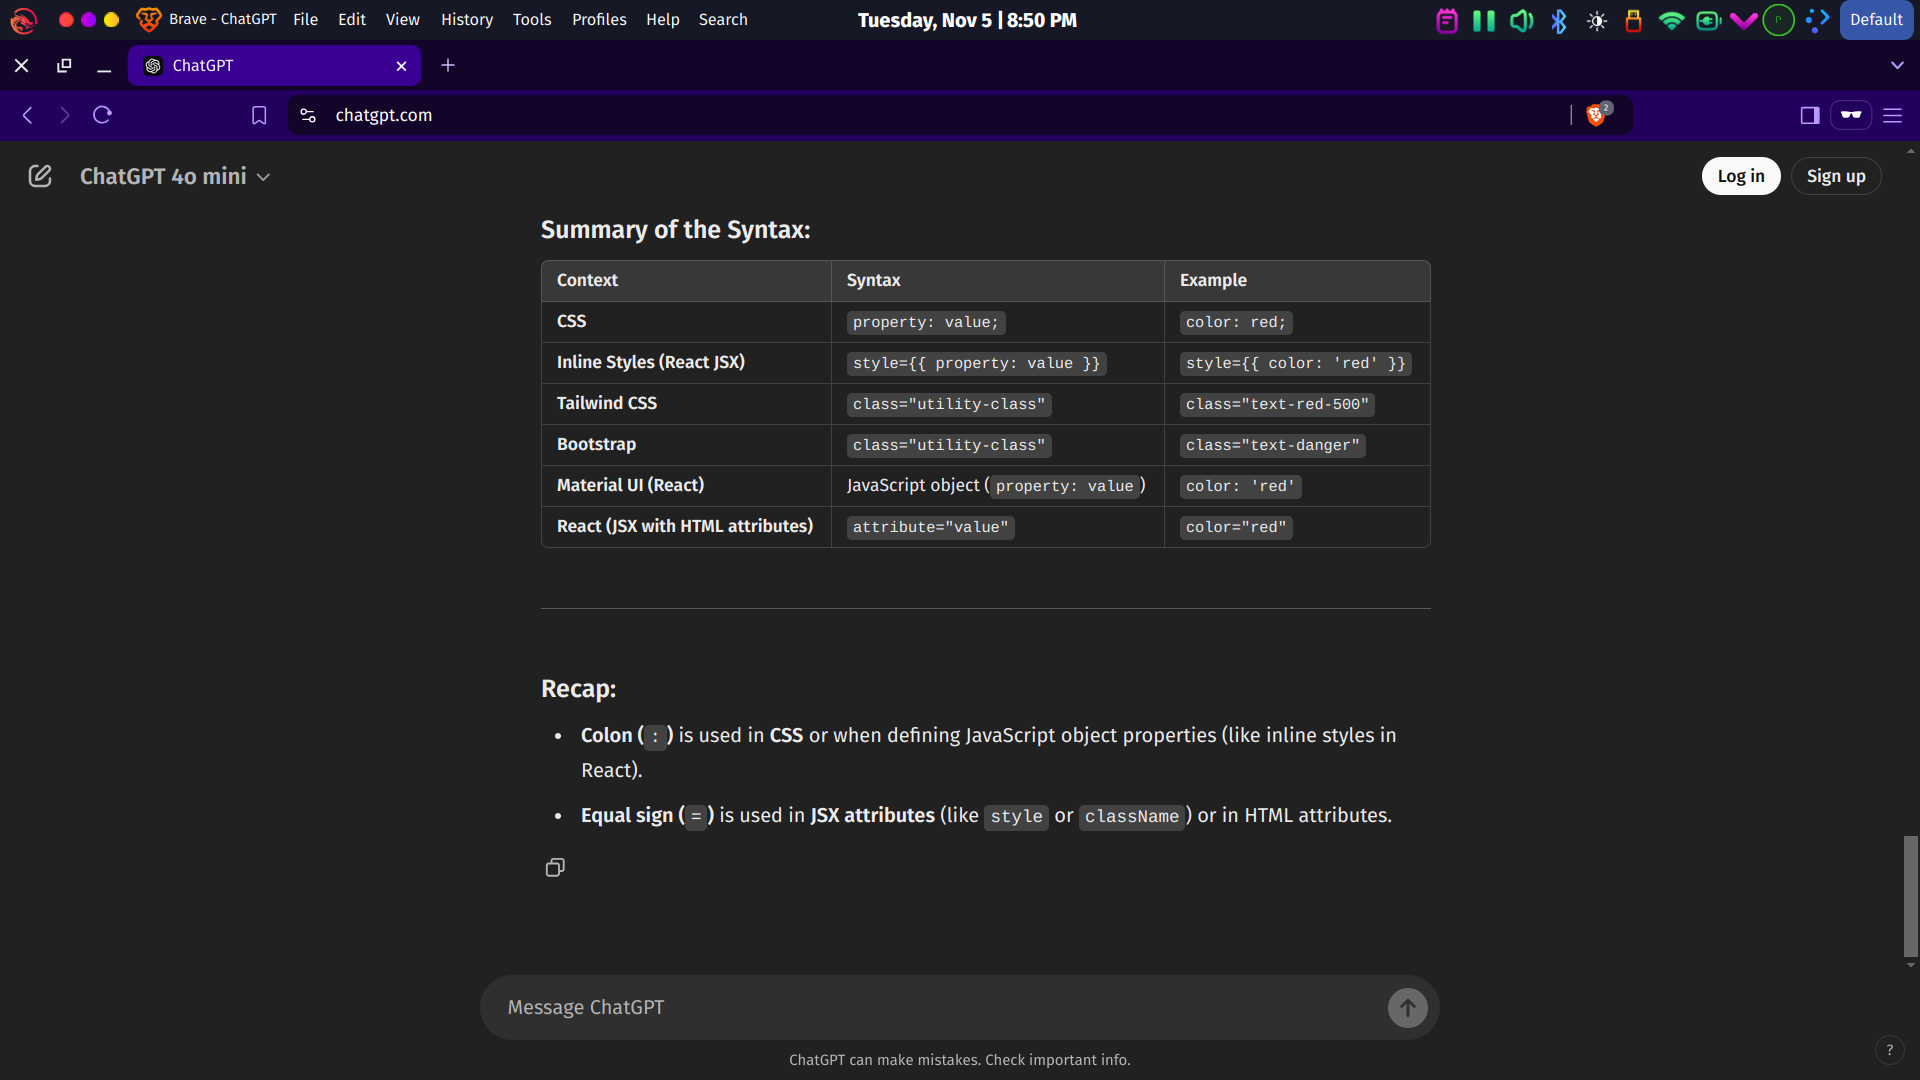 Brave - ChatGPT File Edit View History Tools Profiles Help Search Tuesday, Nov 5 | 8:50 PM Default
ChatGPT
chatgpt.com 2
ChatGPT 4o mini Log in Sign up
Summary of the Syntax:
Context Syntax Example
CSS property: value; color: red;
Inline Styles (React JSX) style={{ property: value }} style={{ color: 'red' }}
Tailwind CSS class="utility-class" class="text-red-500"
Bootstrap class="utility-class" class="text-danger"
Material UI (React) JavaScript object ( property: value ) color: 'red'
React (JSX with HTML attributes) attribute="value" color="red"
Recap:
• Colon ( : ) is used in CSS or when defining JavaScript object properties (like inline styles in
React).
• Equal sign ( = ) is used in JSX attributes (like style or className ) or in HTML attributes.
Message ChatGPT
ChatGPT can make mistakes. Check important info.
?